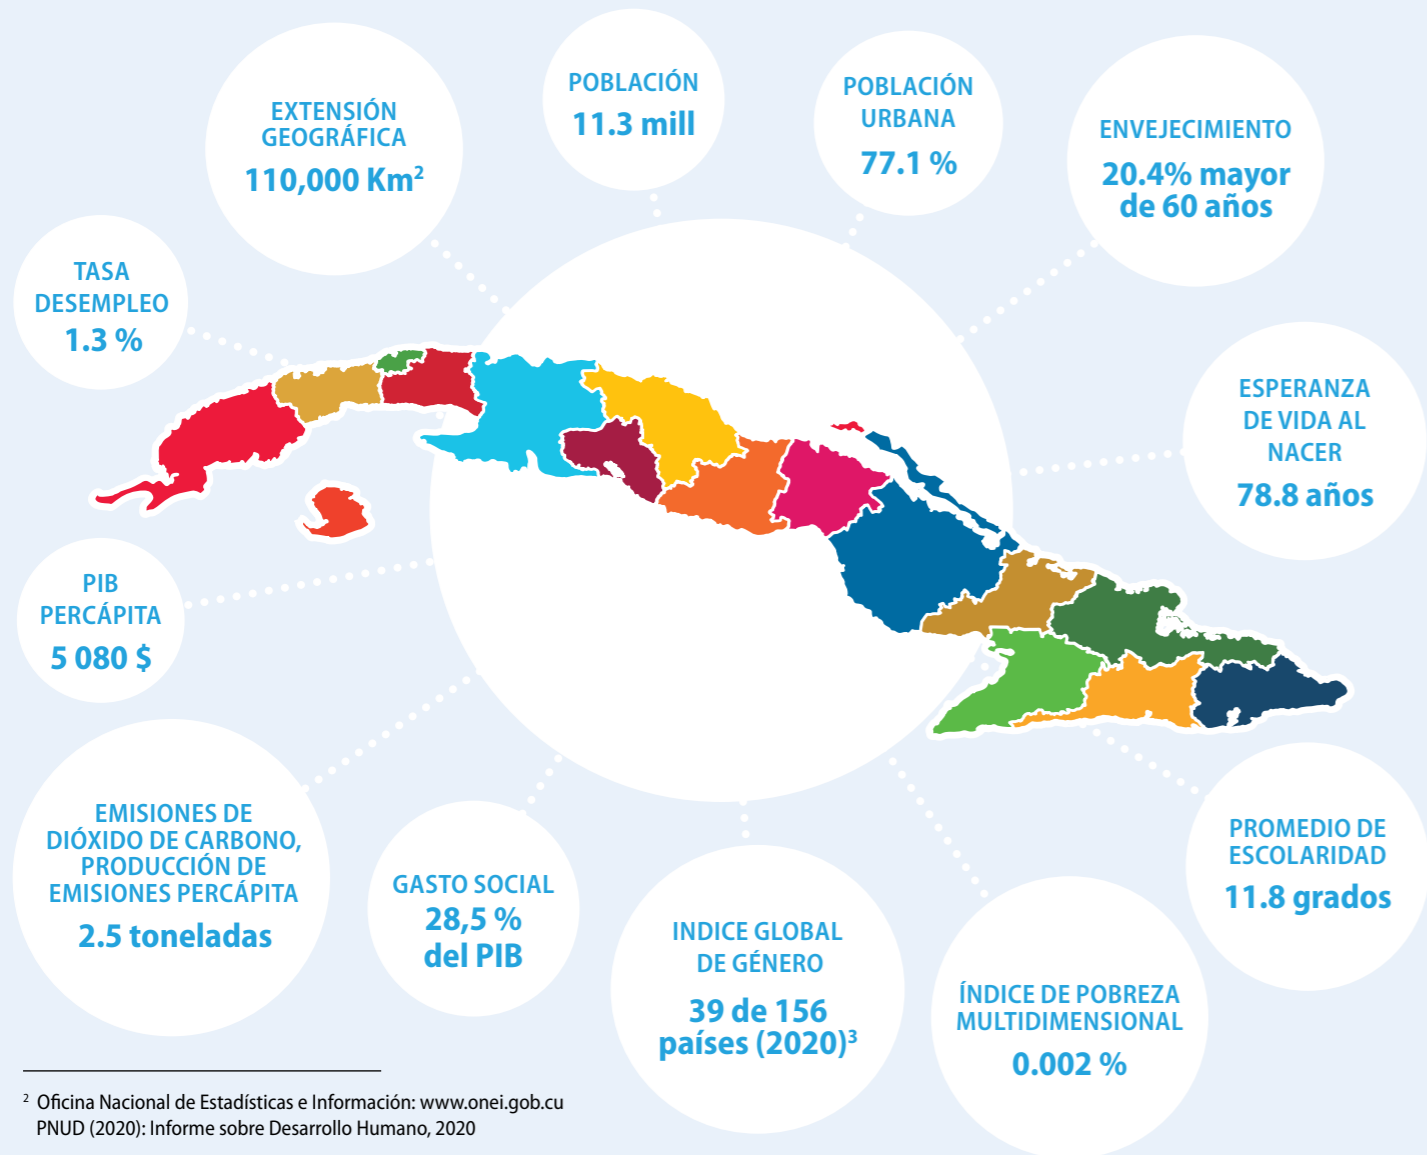 POBLACIÓN
11.3 mill
POBLACIÓN
URBANA
77.1 %
EXTENSIÓN
GEOGRÁFICA
110,000 Km²
ENVEJECIMIENTO
20.4% mayor
de 60 años
TASA
DESEMPLEO
1.3 %
ESPERANZA
DE VIDA AL
NACER
78.8 años
PIB
PERCÁPITA
5 080 $
EMISIONES DE
DIÓXIDO DE CARBONO,
PRODUCCIÓN DE
EMISIONES PERCÁPITA
2.5 toneladas
GASTO SOCIAL
28,5 %
del PIB
INDICE GLOBAL
DE GÉNERO
39 de 156
países (2020)³
ÍNDICE DE POBREZA
MULTIDIMENSIONAL
0.002 %
PROMEDIO DE
ESCOLARIDAD
11.8 grados
² Oficina Nacional de Estadísticas e Información: www.onei.gob.cu
PNUD (2020): Informe sobre Desarrollo Humano, 2020